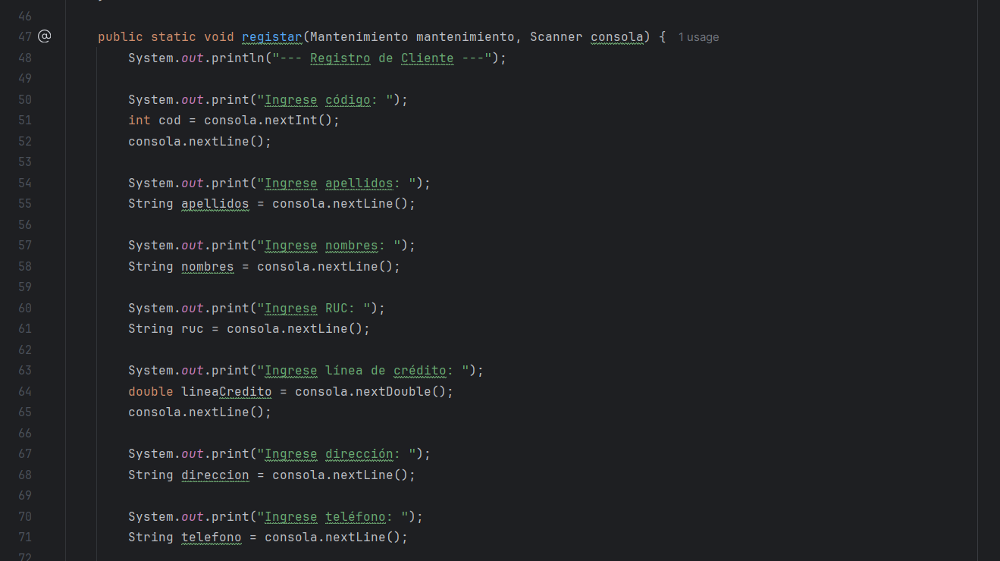 46
47 @ public static void registar(Mantenimiento mantenimiento, Scanner consola) { 1 usage
48 System.out.println("--- Registro de Cliente ---");
49
50 System.out.print("Ingrese código: ");
51 int cod = consola.nextInt();
52 consola.nextLine();
53
54 System.out.print("Ingrese apellidos: ");
55 String apellidos = consola.nextLine();
56
57 System.out.print("Ingrese nombres: ");
58 String nombres = consola.nextLine();
59
60 System.out.print("Ingrese RUC: ");
61 String ruc = consola.nextLine();
62
63 System.out.print("Ingrese línea de crédito: ");
64 double lineaCredito = consola.nextDouble();
65 consola.nextLine();
66
67 System.out.print("Ingrese dirección: ");
68 String direccion = consola.nextLine();
69
70 System.out.print("Ingrese teléfono: ");
71 String telefono = consola.nextLine();
72